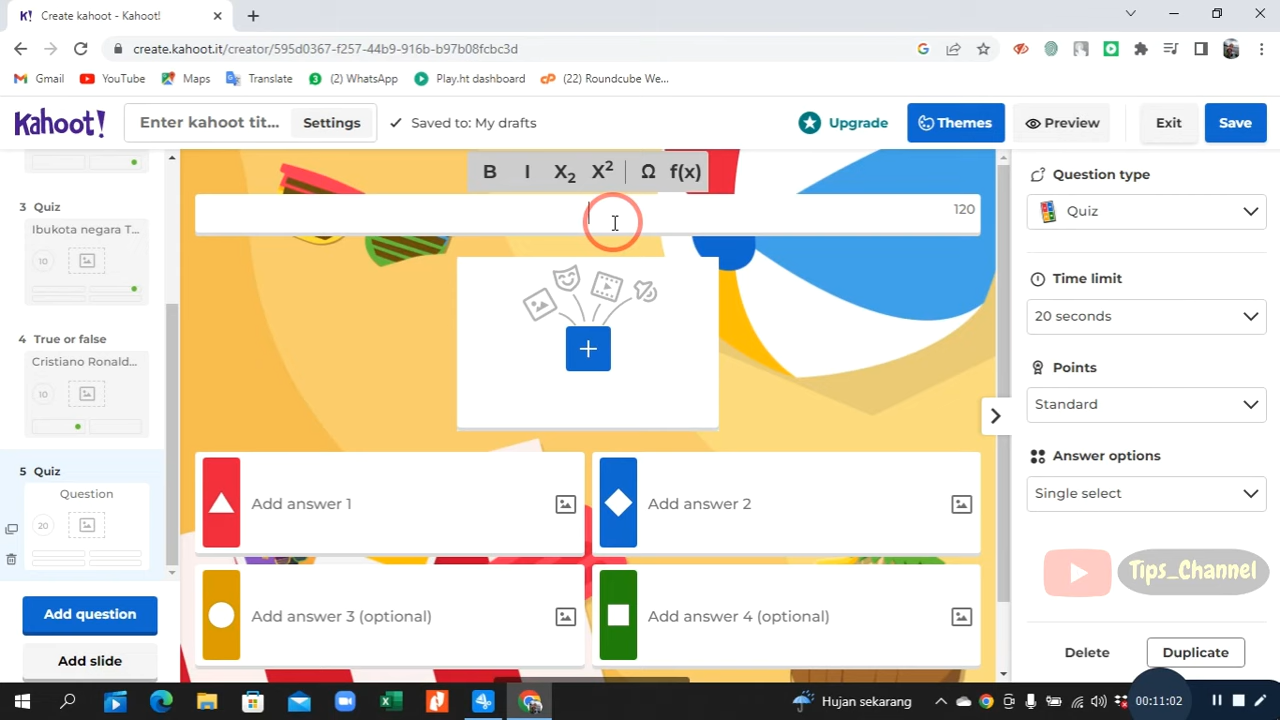 K! Create kahoot - Kahoot!
create.kahoot.it/creator/595d0367-f257-44b9-916b-b97b08fcbc3d
Gmail YouTube Maps Translate (2) WhatsApp Play.ht dashboard (22) Roundcube We...
Kahoot! Enter kahoot tit... Settings Saved to: My drafts Upgrade Themes Preview Exit Save
3 Quiz
Ibukota negara T...
10
4 True or false
Cristiano Ronald...
10
5 Quiz
Question
20
Add question
Add slide
B I X2 X² Ω f(x)
120
Add answer 1
Add answer 2
Add answer 3 (optional)
Add answer 4 (optional)
Question type
Quiz
Time limit
20 seconds
Points
Standard
Answer options
Single select
Tips_Channel
Delete Duplicate
Hujan sekarang
00:11:02